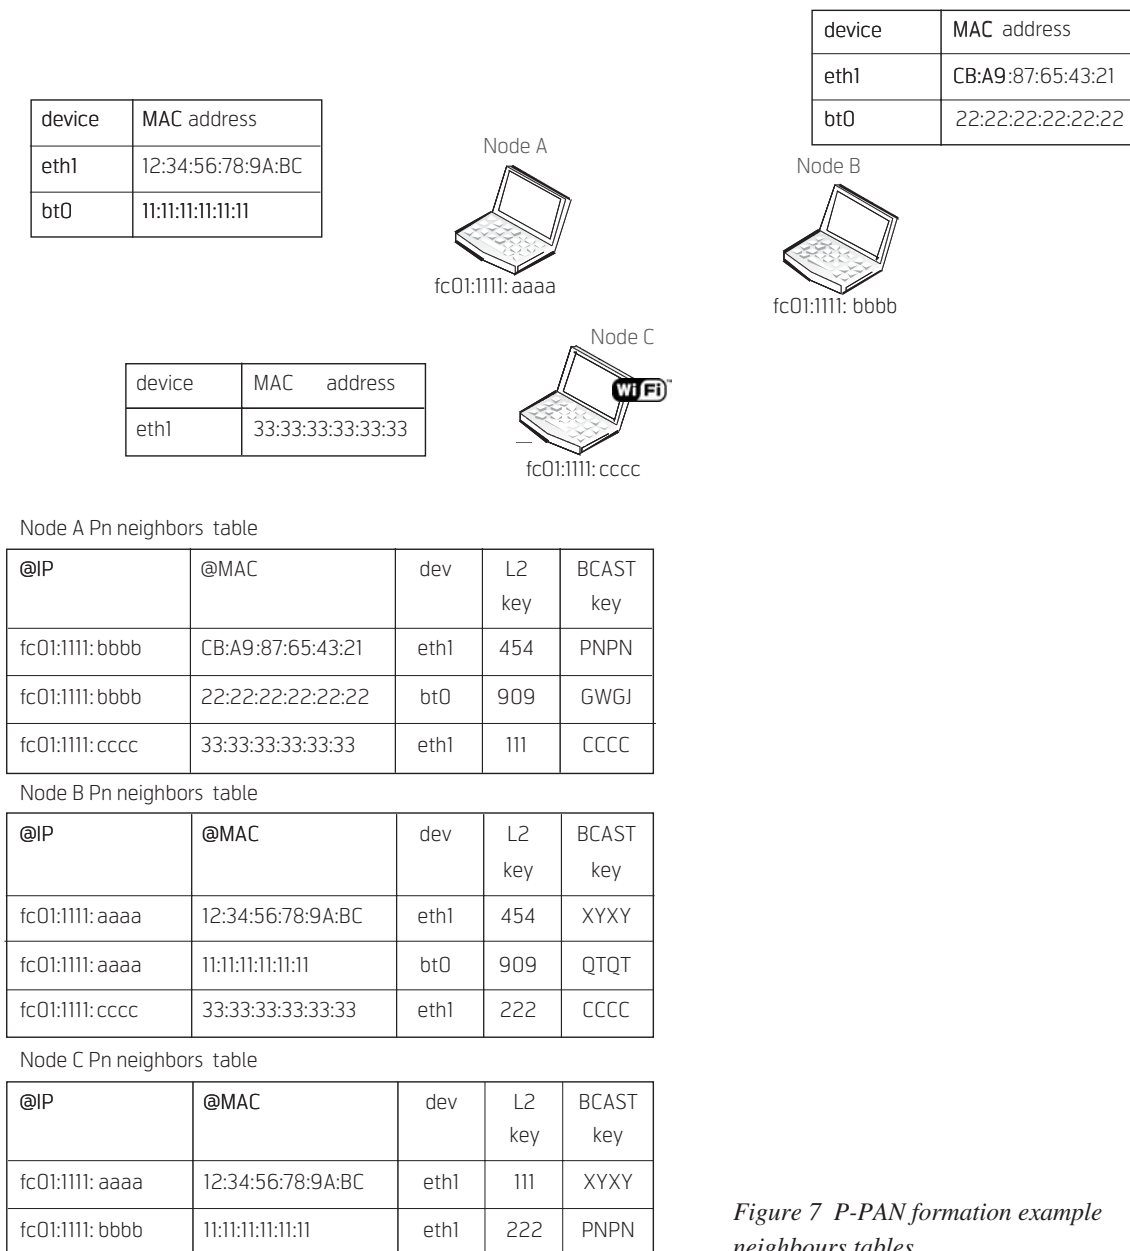 device MAC address
eth1 CB:A9:87:65:43:21
bt0 22:22:22:22:22:22
device MAC address
eth1 12:34:56:78:9A:BC
bt0 11:11:11:11:11:11
Node A
fc01:1111: aaaa
Node B
fc01:1111: bbbb
Node C
WiFi
fc01:1111: cccc
device MAC address
eth1 33:33:33:33:33:33
Node A Pn neighbors table
@IP @MAC dev L2 key BCAST key
fc01:1111: bbbb CB:A9:87:65:43:21 eth1 454 PNPN
fc01:1111: bbbb 22:22:22:22:22:22 bt0 909 GWGJ
fc01:1111: cccc 33:33:33:33:33:33 eth1 111 CCCC
Node B Pn neighbors table
@IP @MAC dev L2 key BCAST key
fc01:1111: aaaa 12:34:56:78:9A:BC eth1 454 XYXY
fc01:1111: aaaa 11:11:11:11:11:11 bt0 909 QTQT
fc01:1111: cccc 33:33:33:33:33:33 eth1 222 CCCC
Node C Pn neighbors table
@IP @MAC dev L2 key BCAST key
fc01:1111: aaaa 12:34:56:78:9A:BC eth1 111 XYXY
fc01:1111: bbbb 11:11:11:11:11:11 eth1 222 PNPN
Figure 7 P-PAN formation example
neighbours tables